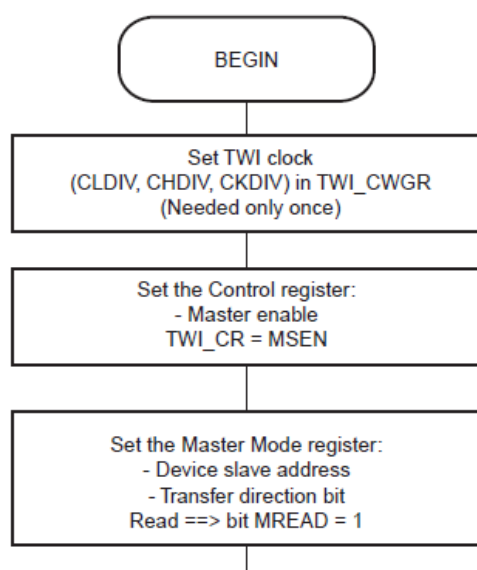 BEGIN
Set TWI clock
(CLDIV, CHDIV, CKDIV) in TWI_CWGR
(Needed only once)
Set the Control register:
- Master enable
TWI_CR = MSEN
Set the Master Mode register:
- Device slave address
- Transfer direction bit
Read ==> bit MREAD = 1